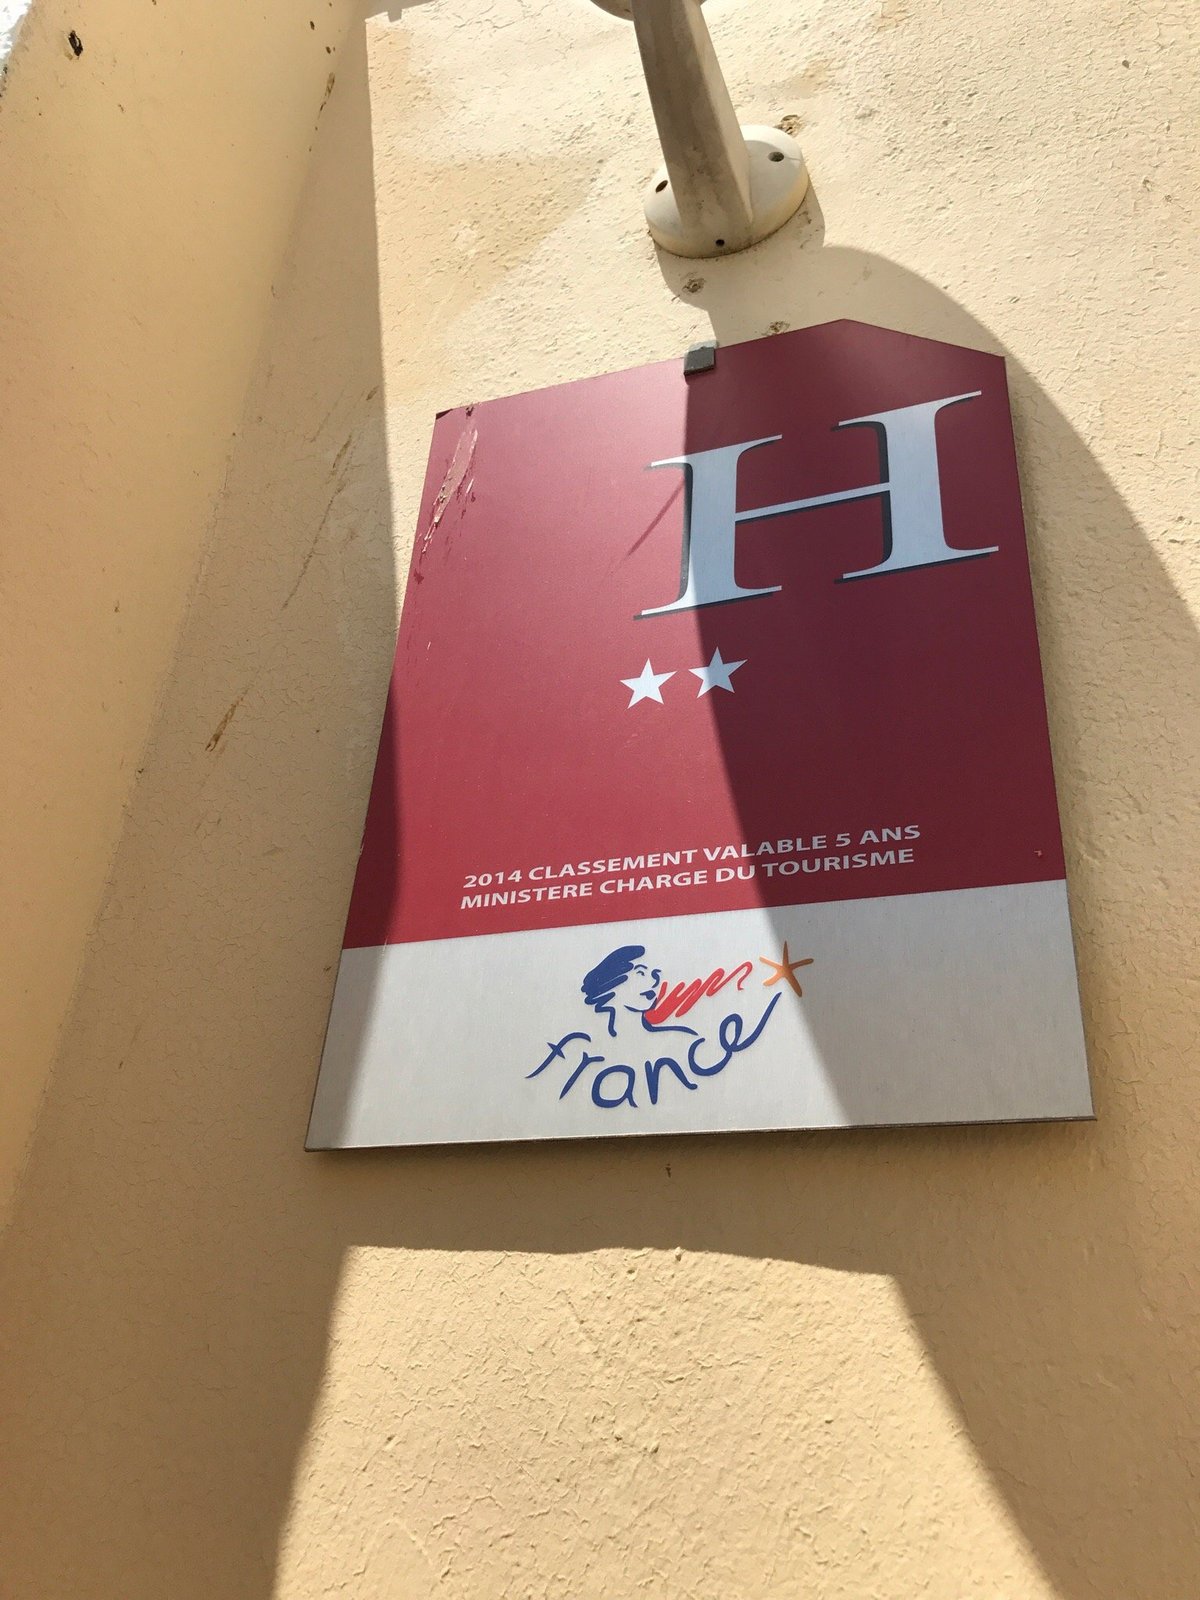 H
2014 CLASSEMENT VALABLE 5 ANS
MINISTERE CHARGE DU TOURISME
france